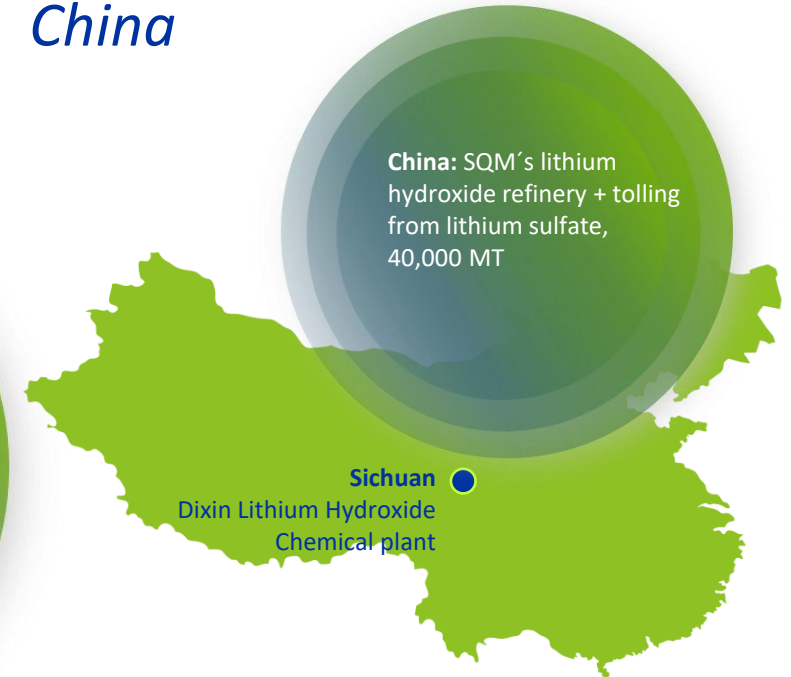 China
China: SQM´s lithium
hydroxide refinery + tolling
from lithium sulfate,
40,000 MT
Sichuan
Dixin Lithium Hydroxide
Chemical plant